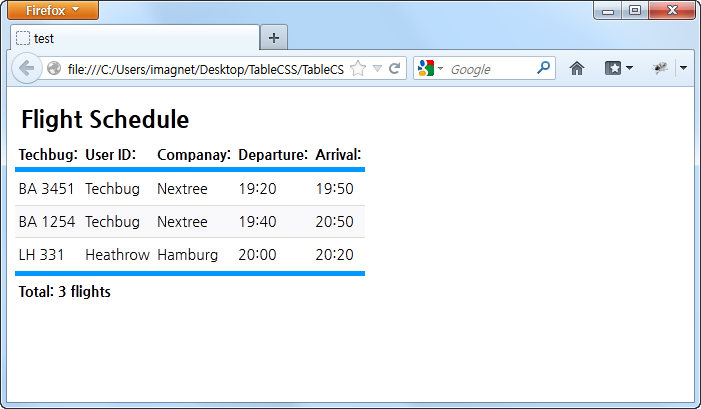 Firefox
test
file:///C:/Users/imagnet/Desktop/TableCSS/TableCS
Google
Flight Schedule
Techbug: User ID: Companay: Departure: Arrival:
BA 3451 Techbug Nextree 19:20 19:50
BA 1254 Techbug Nextree 19:40 20:50
LH 331 Heathrow Hamburg 20:00 20:20
Total: 3 flights